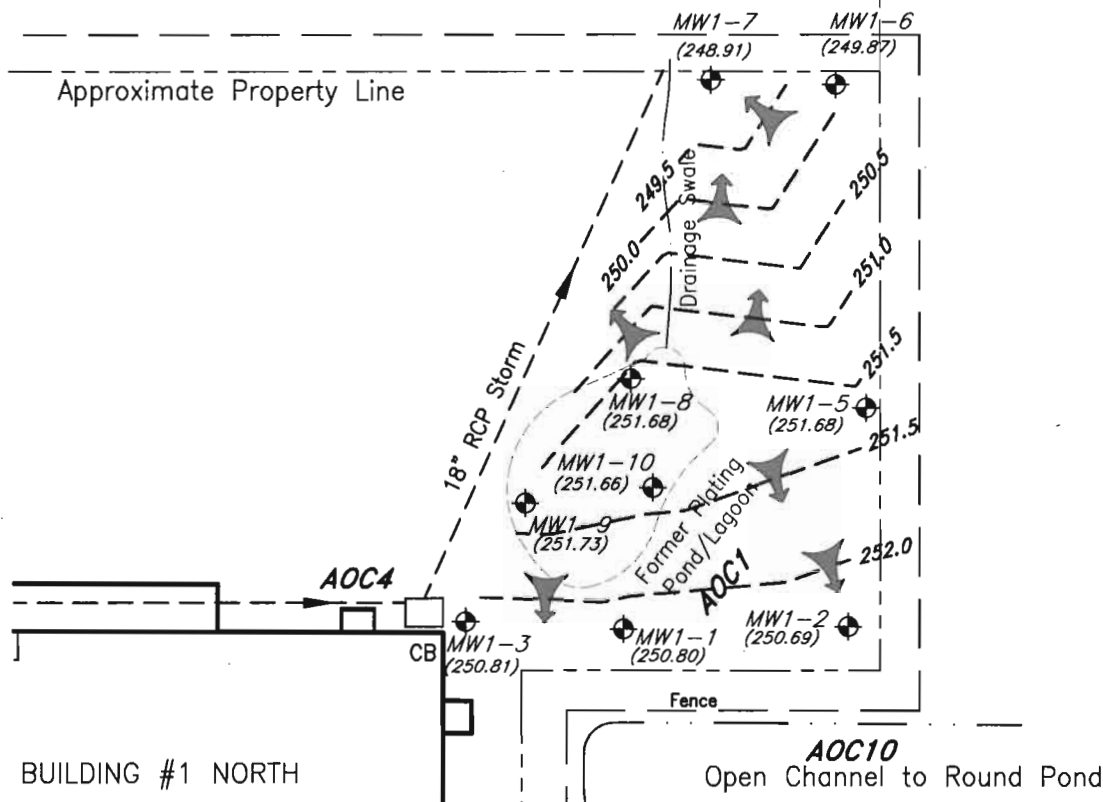 MW1-7
(248.91)
MW1-6
(249.87)
Approximate Property Line
249.5
Drainage Swale
250.5
250.0
251.0
18" RCP Storm
251.5
MW1-8
(251.68)
MW1-5
(251.68)
251.5
MW1-10
(251.66)
MW1-9
(251.73)
Former Plating
Pond/Lagoon
AOC1
252.0
AOC4
CB
MW1-3
(250.81)
MW1-1
(250.80)
MW1-2
(250.69)
Fence
BUILDING #1 NORTH
AOC10
Open Channel to Round Pond